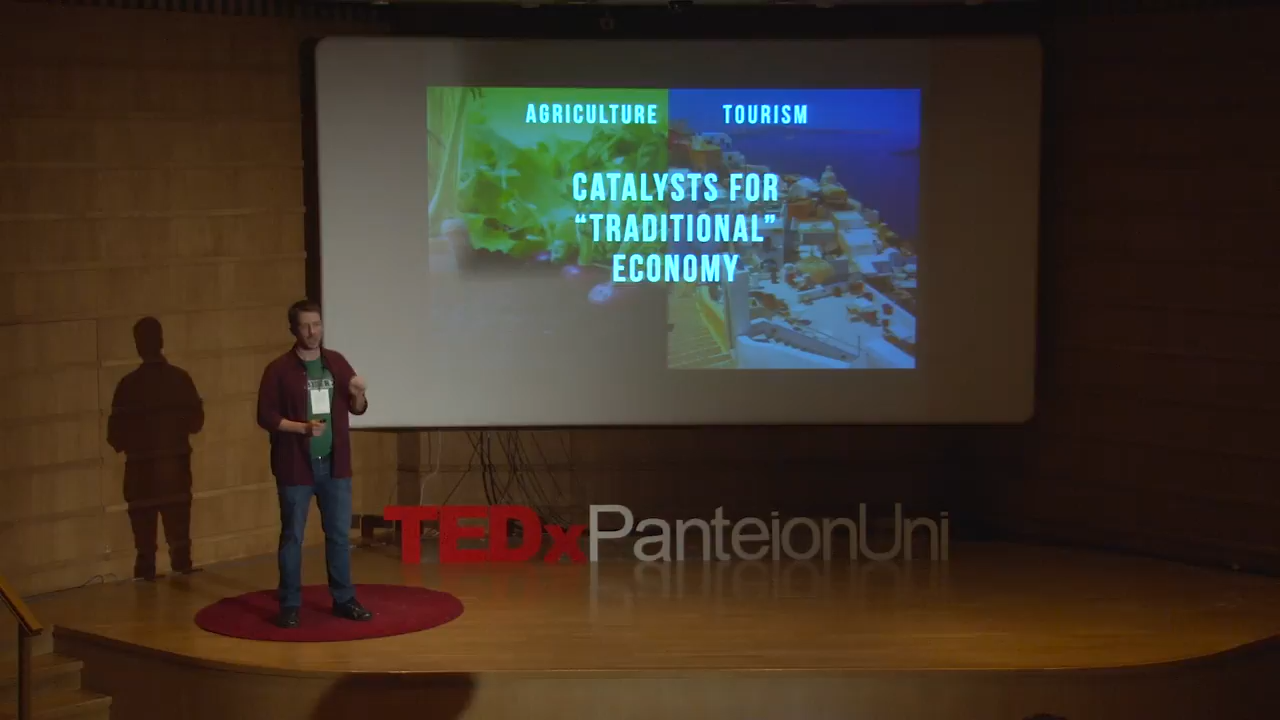 AGRICULTURE TOURISM
CATALYSTS FOR
“TRADITIONAL”
ECONOMY
TEDxPanteionUni